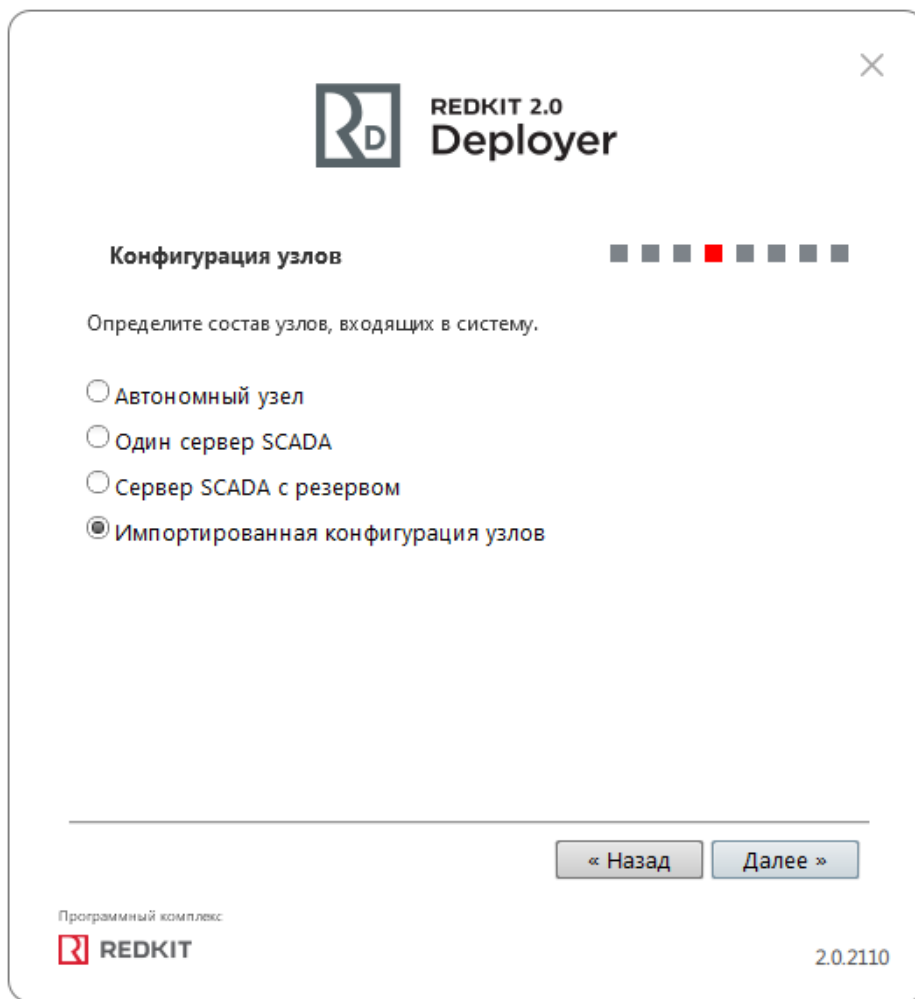 REDKIT 2.0
Deployer
Конфигурация узлов
Определите состав узлов, входящих в систему.
Автономный узел
Один сервер SCADA
Сервер SCADA с резервом
Импортированная конфигурация узлов
« Назад
Далее »
Программный комплекс
REDKIT
2.0.2110